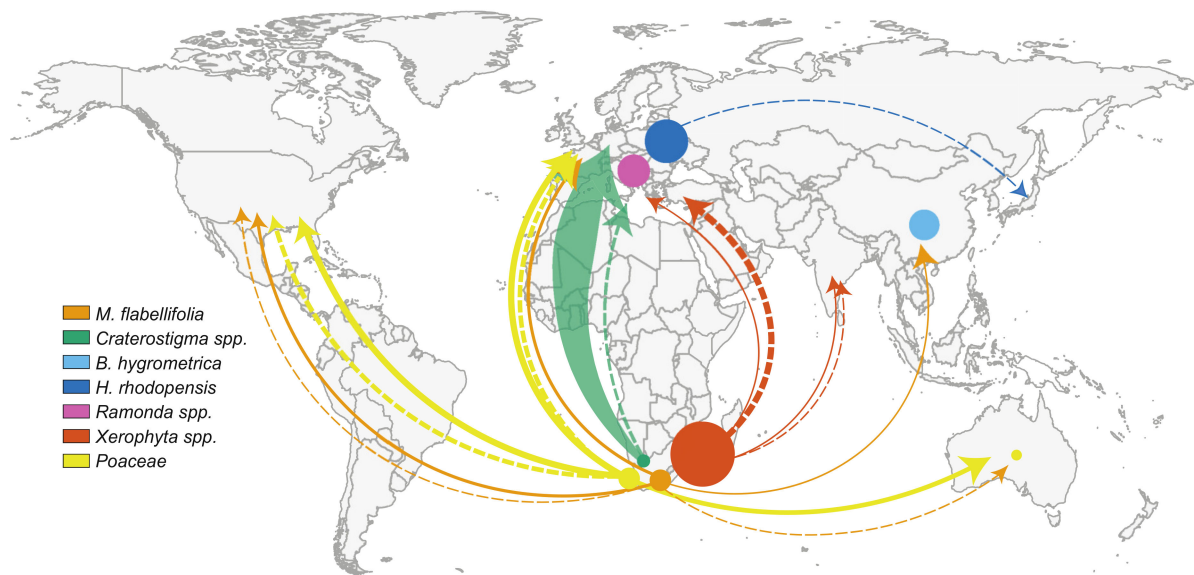 M. flabellifolia
Craterostigma spp.
B. hygrometrica
H. rhodopensis
Ramonda spp.
Xerophyta spp.
Poaceae